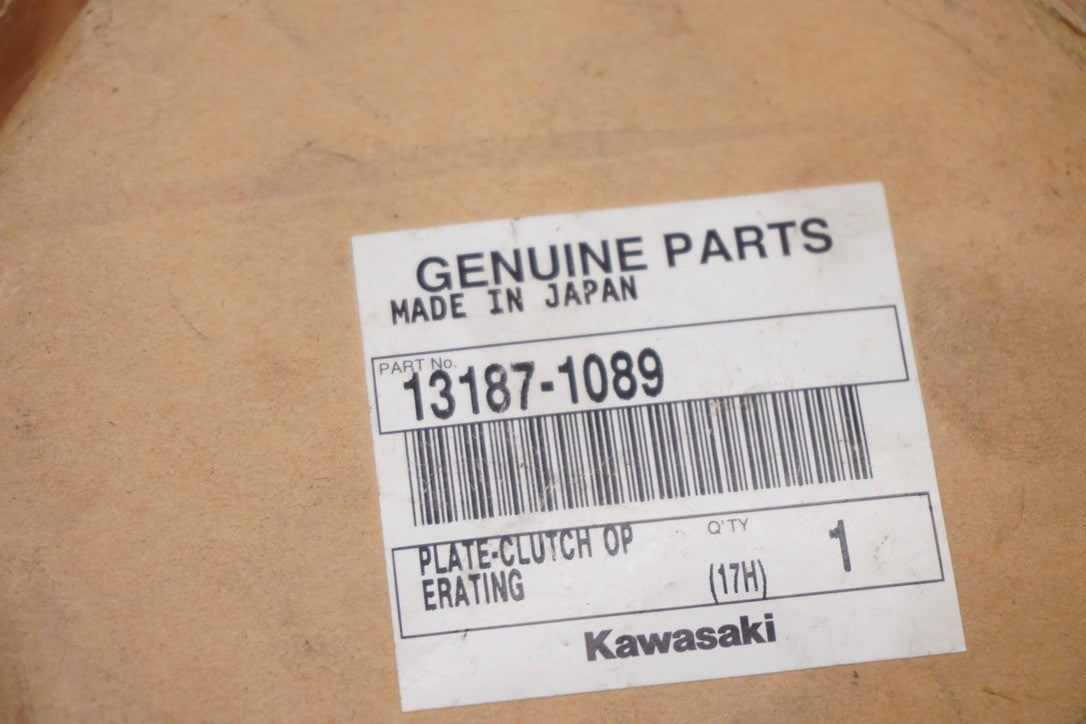 GENUINE PARTS
MADE IN JAPAN
PART No.
13187-1089
PLATE-CLUTCH OP
ERATING
Q'TY
(17H)
1
Kawasaki